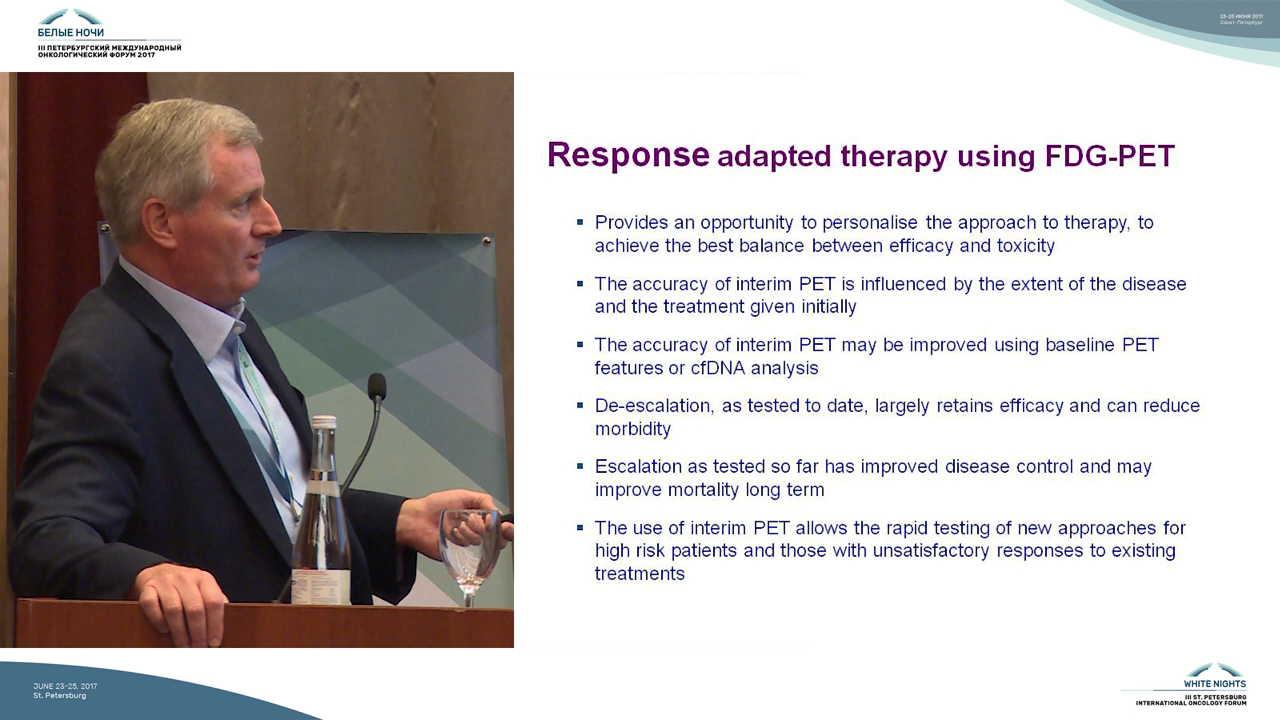 БЕЛЫЕ НОЧИ
III ПЕТЕРБУРГСКИЙ МЕЖДУНАРОДНЫЙ
ОНКОЛОГИЧЕСКИЙ ФОРУМ 2017
23-25 ИЮНЯ 2017
Санкт-Петербург
Response adapted therapy using FDG-PET
Provides an opportunity to personalise the approach to therapy, to
achieve the best balance between efficacy and toxicity
The accuracy of interim PET is influenced by the extent of the disease
and the treatment given initially
The accuracy of interim PET may be improved using baseline PET
features or cfDNA analysis
De-escalation, as tested to date, largely retains efficacy and can reduce
morbidity
Escalation as tested so far has improved disease control and may
improve mortality long term
The use of interim PET allows the rapid testing of new approaches for
high risk patients and those with unsatisfactory responses to existing
treatments
JUNE 23-25, 2017
St. Petersburg
WHITE NIGHTS
III ST. PETERSBURG
INTERNATIONAL ONCOLOGY FORUM